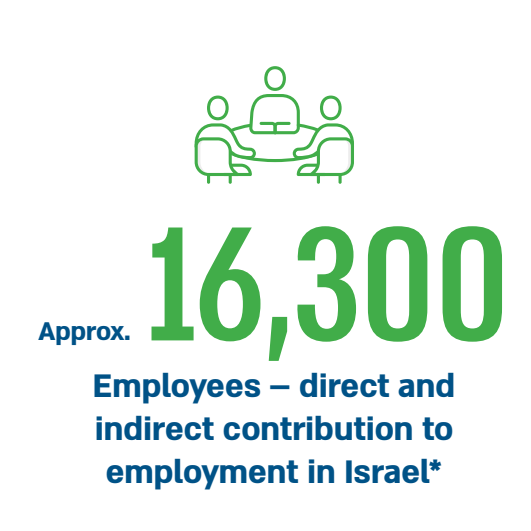 Approx. 16,300
Employees – direct and
indirect contribution to
employment in Israel*